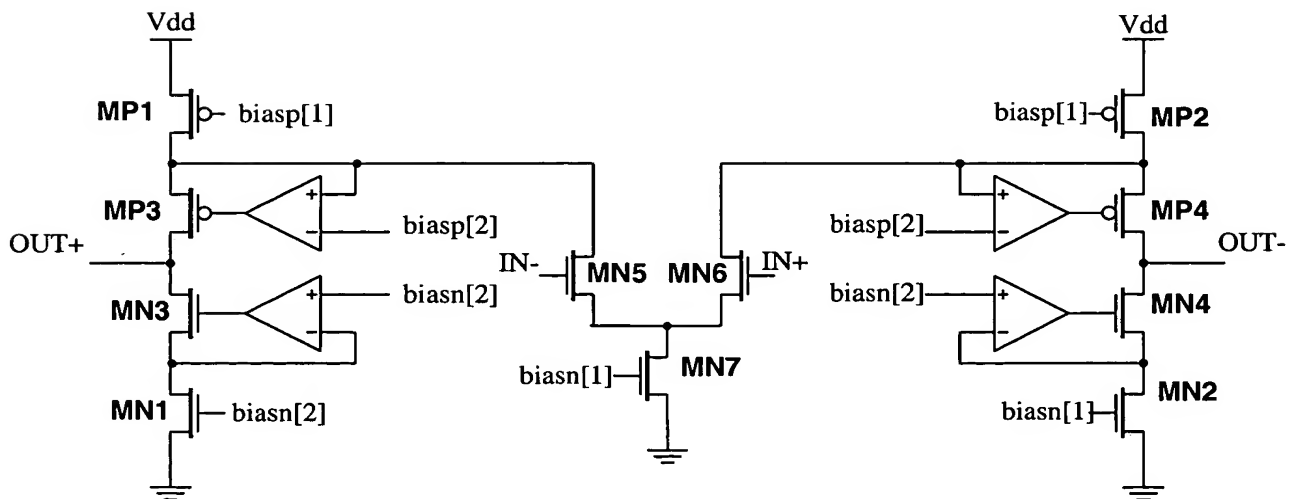 Vdd Vdd
MP1 biasp[1] biasp[1] MP2
MP3 biasp[2] biasp[2] MP4
+ +
- -
OUT+ OUT-
IN- MN5 MN6 IN+
MN3 biasn[2] biasn[2] MN4
+ +
- -
biasn[1] MN7
MN1 biasn[2] biasn[1] MN2